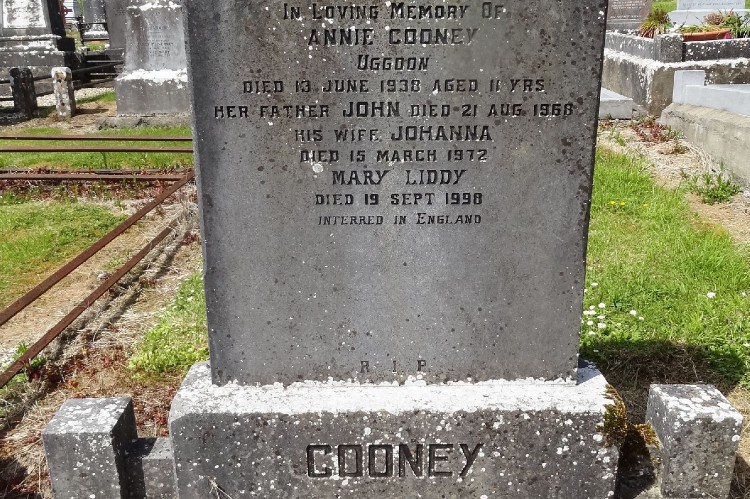 In Loving Memory Of
ANNIE COONEY
UGGOON
DIED 13 JUNE 1938 AGED 11 YRS
HER FATHER JOHN DIED 21 AUG 1968
HIS WIFE JOHANNA
DIED 15 MARCH 1972
MARY LIDDY
DIED 19 SEPT 1998
INTERRED IN ENGLAND
R I P
COONEY